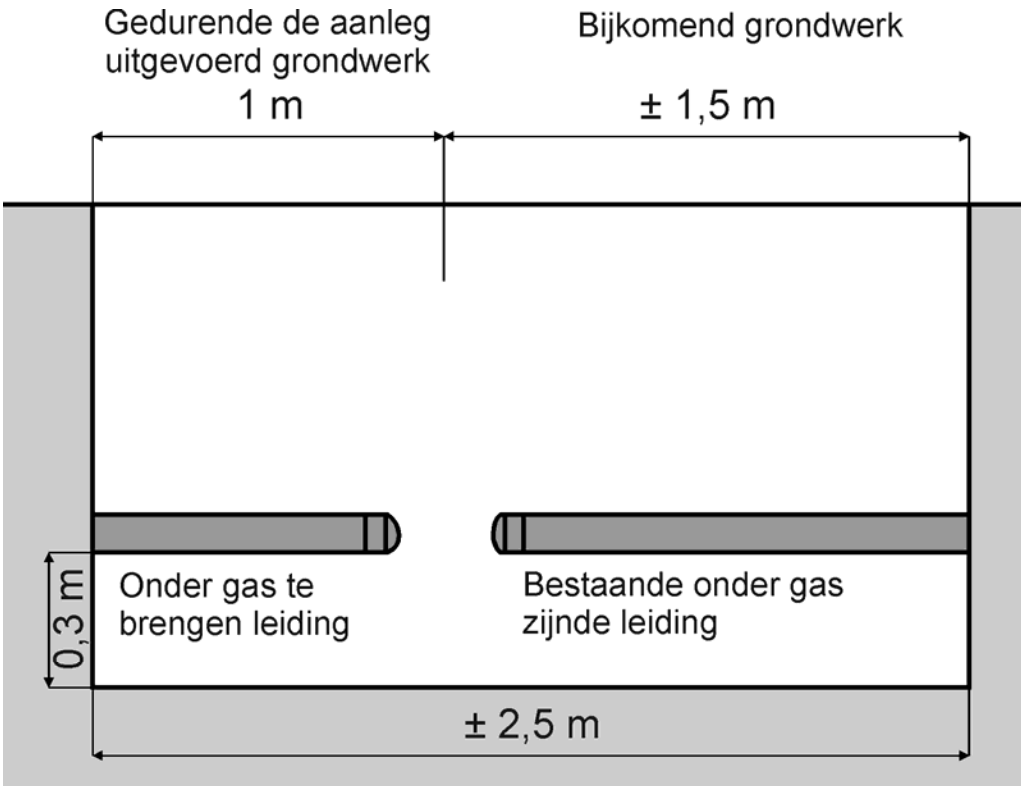 Gedurende de aanleg
uitgevoerd grondwerk
1 m
Bijkomend grondwerk
± 1,5 m
Onder gas te
brengen leiding
Bestaande onder gas
zijnde leiding
0,3 m
± 2,5 m